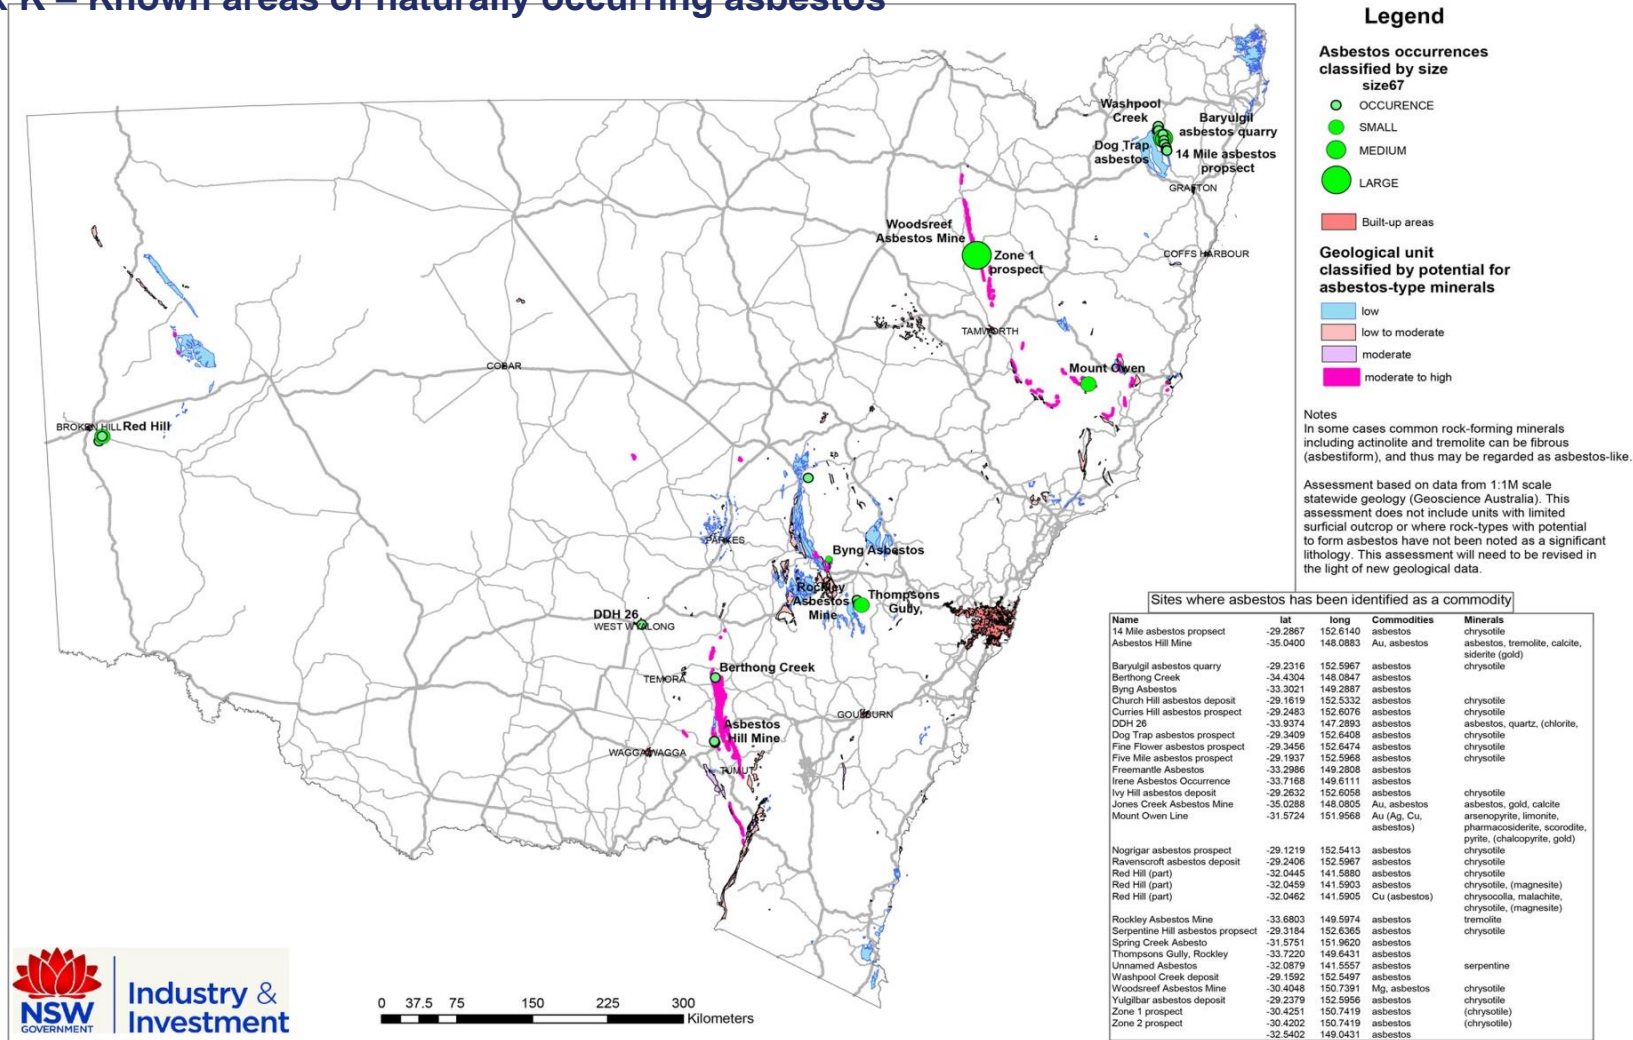 – Known areas of naturally occurring asbestos
Washpool
Creek
Baryulgil
asbestos quarry
Dog Trap
asbestos
14 Mile asbestos
propsect
GRAFTON
Woodsreef
Asbestos Mine
Zone 1
prospect
COFFS HARBOUR
TAMWORTH
COBAR
Mount Owen
BROKEN HILL
Red Hill
PARKES
Byng Asbestos
Rockley
Asbestos
Mine
Thompsons
Gully,
DDH 26
WEST WYALONG
Berthong Creek
TEMORA
GOULBURN
Asbestos
Hill Mine
WAGGA WAGGA
TUMUT
NSW
GOVERNMENT
Industry &
Investment
0 37.5 75 150 225 300
Kilometers
Legend
Asbestos occurrences
classified by size
size67
OCCURENCE
SMALL
MEDIUM
LARGE
Built-up areas
Geological unit
classified by potential for
asbestos-type minerals
low
low to moderate
moderate
moderate to high
Notes
In some cases common rock-forming minerals
including actinolite and tremolite can be fibrous
(asbestiform), and thus may be regarded as asbestos-like.
Assessment based on data from 1:1M scale
statewide geology (Geoscience Australia). This
assessment does not include units with limited
surficial outcrop or where rock-types with potential
to form asbestos have not been noted as a significant
lithology. This assessment will need to be revised in
the light of new geological data.
Sites where asbestos has been identified as a commodity
Name lat long Commodities Minerals
14 Mile asbestos propsect -29.2867 152.6140 asbestos chrysotile
Asbestos Hill Mine -35.0400 148.0883 Au, asbestos asbestos, tremolite, calcite,
siderite (gold)
Baryulgil asbestos quarry -29.2316 152.5967 asbestos chrysotile
Berthong Creek -34.4304 148.0847 asbestos
Byng Asbestos -33.3021 149.2887 asbestos
Church Hill asbestos deposit -29.1619 152.5332 asbestos chrysotile
Curries Hill asbestos prospect -29.2483 152.6076 asbestos chrysotile
DDH 26 -33.9374 147.2893 asbestos asbestos, quartz, (chlorite,
Dog Trap asbestos prospect -29.3409 152.6408 asbestos chrysotile
Fine Flower asbestos prospect -29.3456 152.6474 asbestos chrysotile
Five Mile asbestos prospect -29.1937 152.5968 asbestos chrysotile
Freemantle Asbestos -33.2986 149.2808 asbestos
Irene Asbestos Occurrence -33.7168 149.6111 asbestos
Ivy Hill asbestos deposit -29.2632 152.6058 asbestos chrysotile
Jones Creek Asbestos Mine -35.0288 148.0805 Au, asbestos asbestos, gold, calcite
Mount Owen Line -31.5724 151.9568 Au (Ag, Cu, arsenopyrite, limonite,
asbestos) pharmacosiderite, scorodite,
pyrite, (chalcopyrite, gold)
Nogrigar asbestos prospect -29.1219 152.5413 asbestos chrysotile
Ravenscroft asbestos deposit -29.2406 152.5967 asbestos chrysotile
Red Hill (part) -32.0445 141.5880 asbestos chrysotile
Red Hill (part) -32.0459 141.5903 asbestos chrysotile, (magnesite)
Red Hill (part) -32.0462 141.5905 Cu (asbestos) chrysocolla, malachite,
chrysotile, (magnesite)
Rockley Asbestos Mine -33.6803 149.5974 asbestos tremolite
Serpentine Hill asbestos propsect -29.3184 152.6365 asbestos chrysotile
Spring Creek Asbesto -31.5751 151.9620 asbestos
Thompsons Gully, Rockley -33.7220 149.6431 asbestos
Unnamed Asbestos -32.0879 141.5557 asbestos serpentine
Washpool Creek deposit -29.1592 152.5497 asbestos
Woodsreef Asbestos Mine -30.4048 150.7391 Mg, asbestos chrysotile
Yulgilbar asbestos deposit -29.2379 152.5956 asbestos chrysotile
Zone 1 prospect -30.4251 150.7419 asbestos (chrysotile)
Zone 2 prospect -30.4202 150.7419 asbestos (chrysotile)
-32.5402 149.0431 asbestos